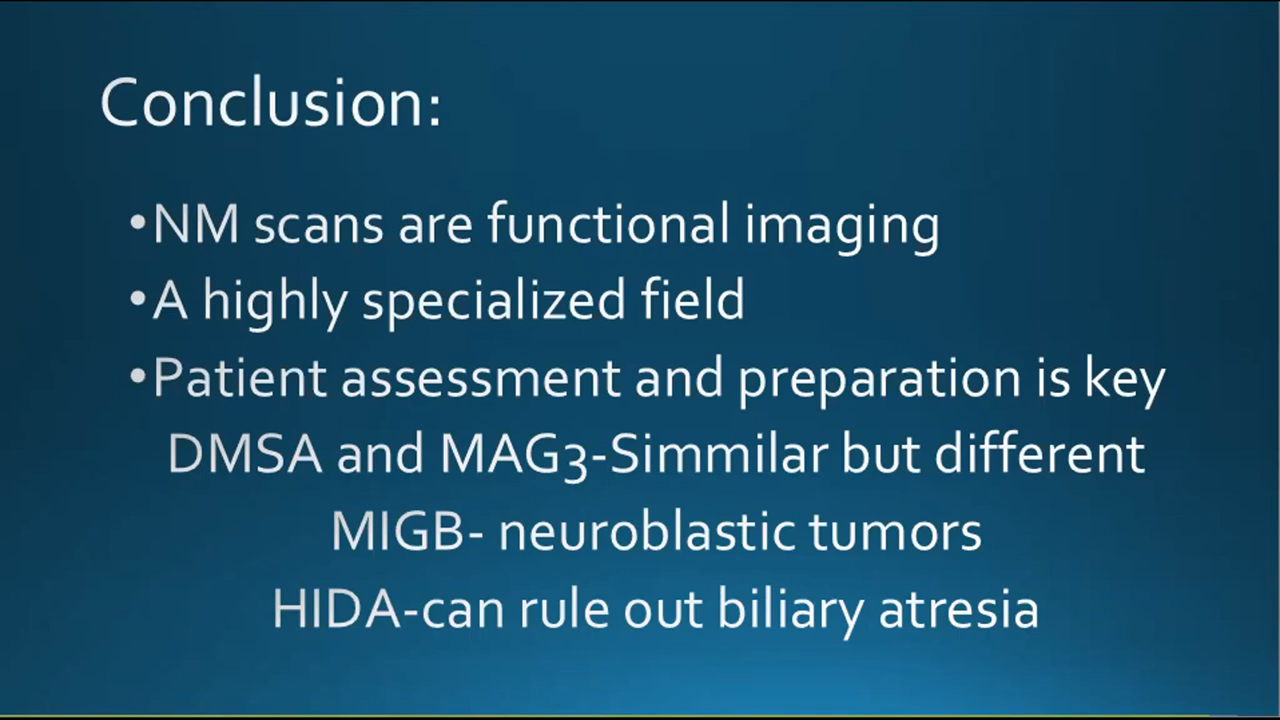 Conclusion:
•NM scans are functional imaging
•A highly specialized field
•Patient assessment and preparation is key
DMSA and MAG3-Simmilar but different
MIGB- neuroblastic tumors
HIDA-can rule out biliary atresia